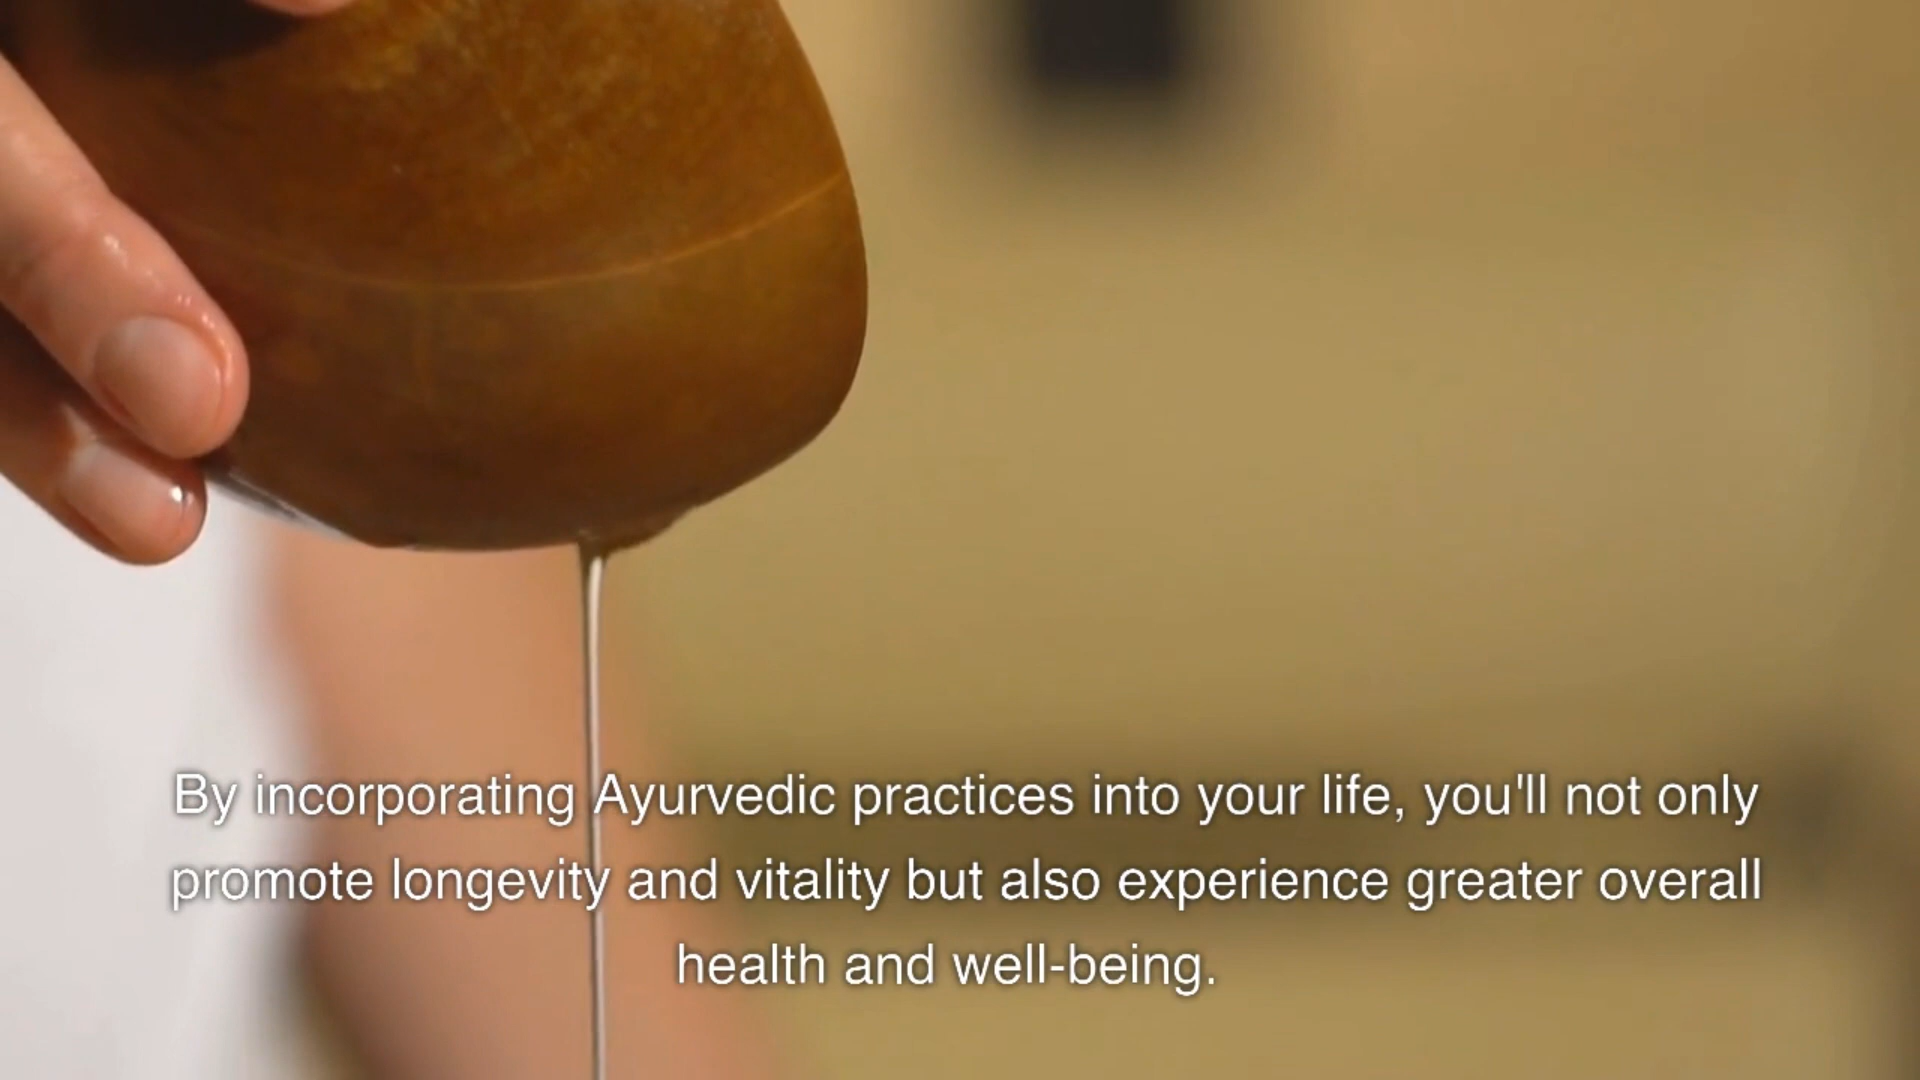 By incorporating Ayurvedic practices into your life, you'll not only
promote longevity and vitality but also experience greater overall
health and well-being.